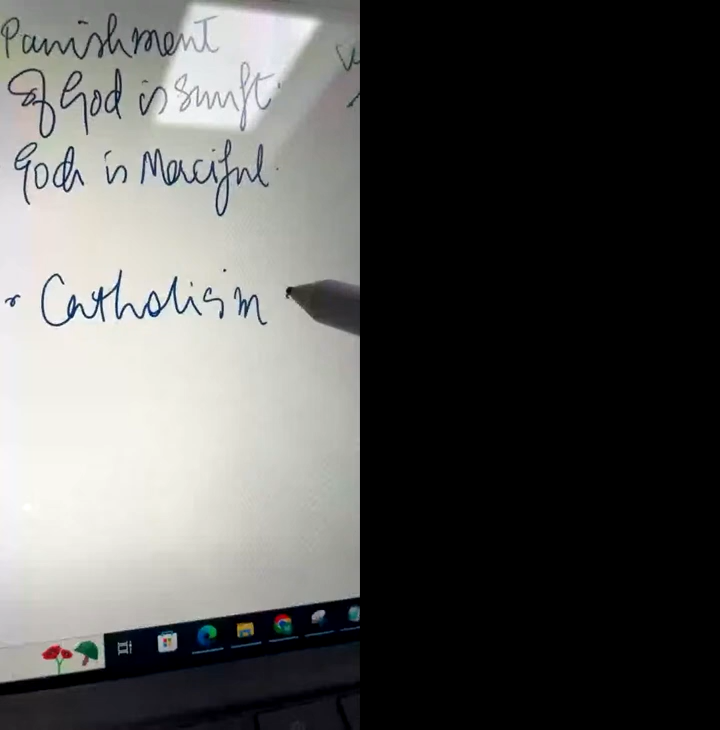 Punishment
Of God is Swift.
God is Merciful.
Catholism